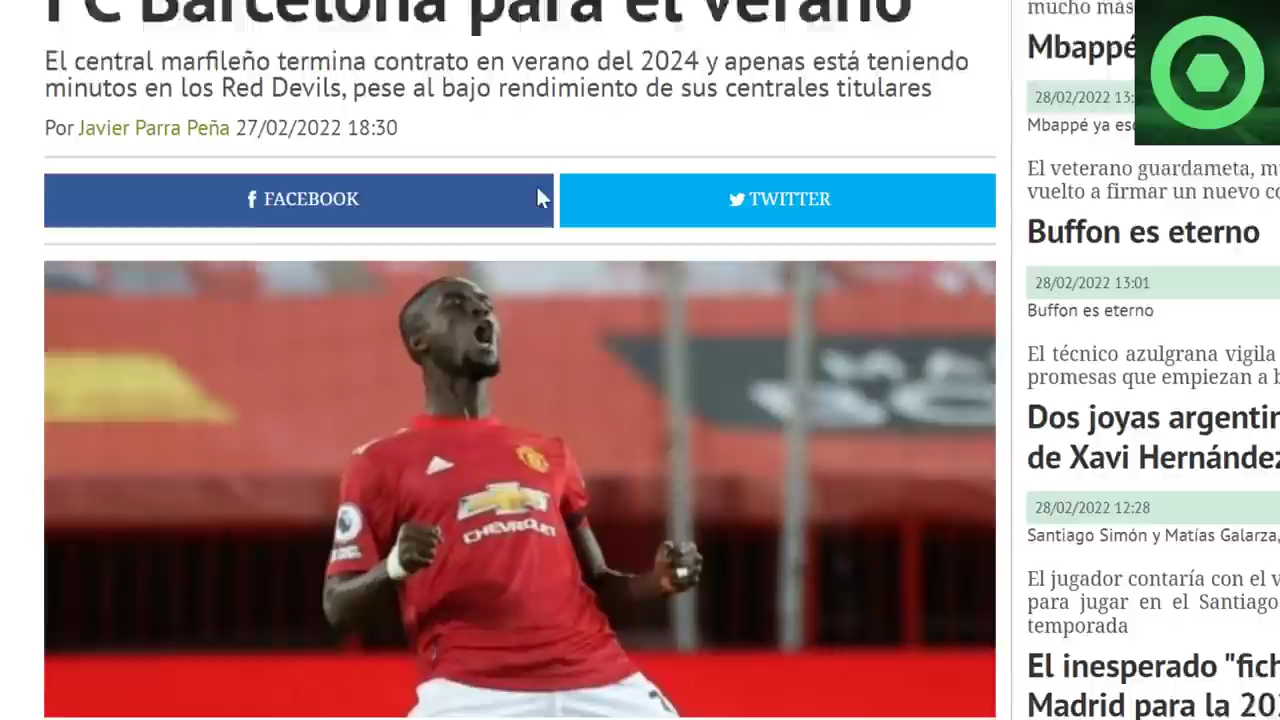 FC Barcelona para el verano
El central marfileño termina contrato en verano del 2024 y apenas está teniendo
minutos en los Red Devils, pese al bajo rendimiento de sus centrales titulares
Por Javier Parra Peña 27/02/2022 18:30
FACEBOOK
TWITTER
CHEVROLET
mucho más
Mbappé
28/02/2022 13:
Mbappé ya
El veterano guardameta,
vuelto a firmar un nuevo
Buffon es eterno
28/02/2022 13:01
Buffon es eterno
El técnico azulgrana vigila
promesas que empiezan a
Dos joyas
de Xavi Hernández
28/02/2022 12:28
Santiago Simón y Matías Galarza,
El jugador contaría con el
para jugar en el Santiago
temporada
El inesperado
Madrid para la